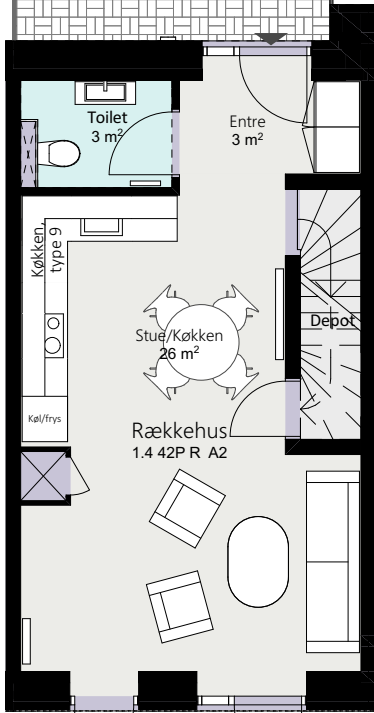 Toilet
3 m²
Entre
3 m²
Køkken,
type 9
Stue/Køkken
26 m²
Depot
Køl/frys
Rækkehus
1.4 42P R A2